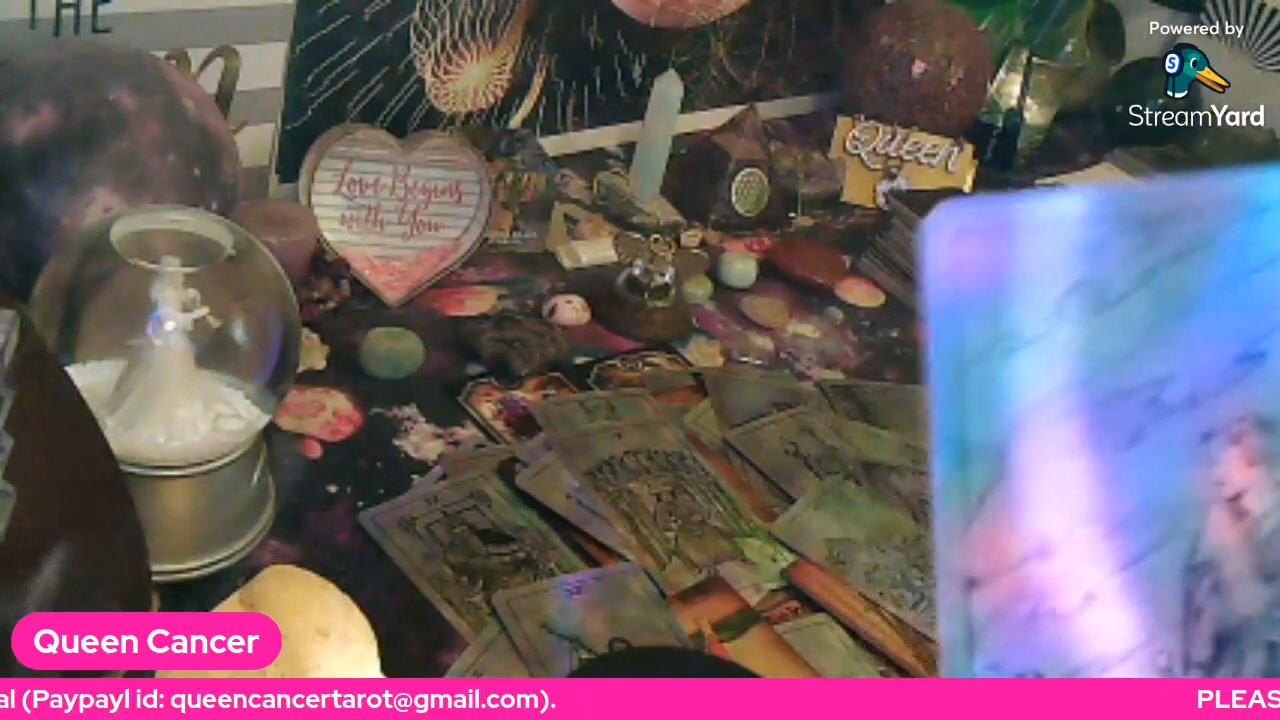 THE
Powered by
StreamYard
Love Begins
with You
Queen
Queen Cancer
al (Paypayl id: queencancertarot@gmail.com).
PLEAS